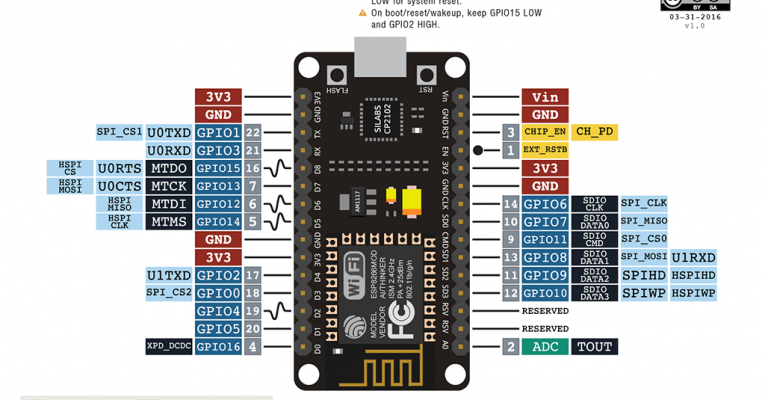 LOW for system reset.
On boot/reset/wakeup, keep GPIO15 LOW
and GPIO2 HIGH.
BY SA
03-31-2016
v1.0
FLASH
RST
SILABS
CP2102
AM1117
3V3
GND
TX
RX
D8
D7
D6
D5
GND
3V3
D4
D3
D2
D1
D0
Vin
GND
RST
EN
3V3
GND
CLK
SD0
CMD
SD1
SD2
SD3
RSV
RSV
A0
WiFi
ESP8266MOD
AI-THINKER
ISM 2.4GHz
PA +22dBm
802.11b/g/n
MODEL
VENDOR
FC
3V3
GND
SPI_CS1 U0TXD GPIO1 22
U0RXD GPIO3 21
HSPI CS U0RTS MTDO GPIO15 16
HSPI MOSI U0CTS MTCK GPIO13 7
HSPI MISO MTDI GPIO12 6
HSPI CLK MTMS GPIO14 5
GND
3V3
U1TXD GPIO2 17
SPI_CS2 GPIO0 18
GPIO4 19
GPIO5 20
XPD_DCDC GPIO16 4
Vin
GND
3 CHIP_EN CH_PD
1 EXT_RSTB
3V3
GND
14 GPIO6 SDIO CLK SPI_CLK
10 GPIO7 SDIO DATA0 SPI_MISO
9 GPIO11 SDIO CMD SPI_CS0
13 GPIO8 SDIO DATA1 SPI_MOSI U1RXD
11 GPIO9 SDIO DATA2 SPIHD HSPIHD
12 GPIO10 SDIO DATA3 SPIWP HSPIWP
RESERVED
RESERVED
2 ADC TOUT